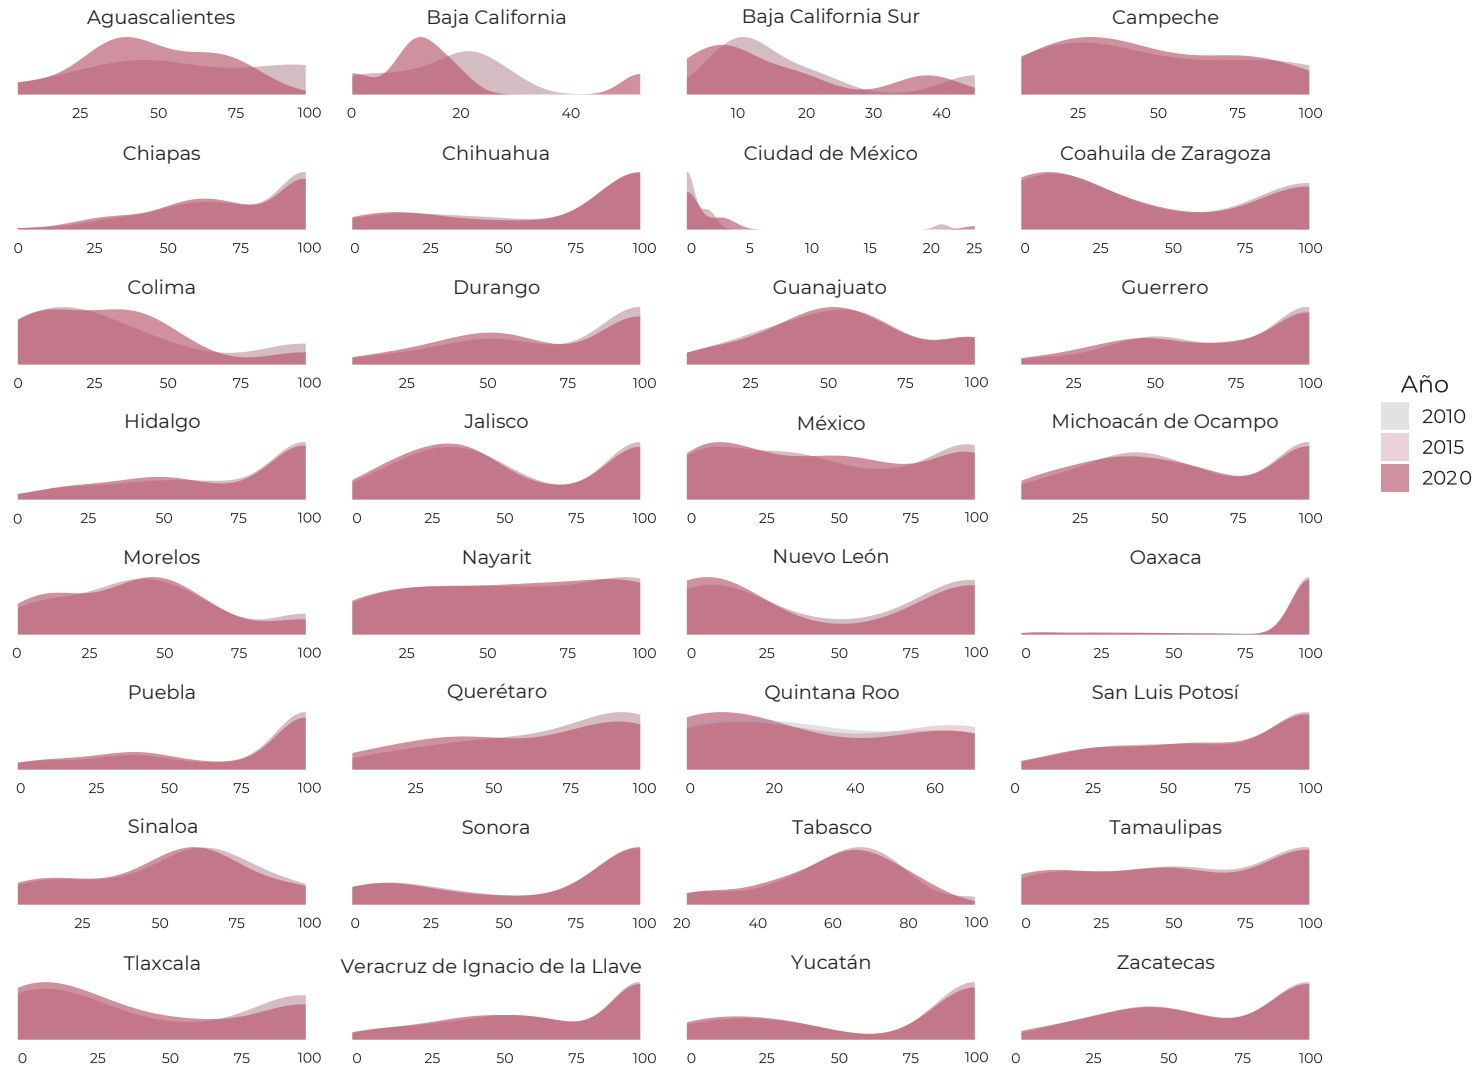 Aguascalientes Baja California Baja California Sur Campeche
25 50 75 100 0 20 40 10 20 30 40 25 50 75 100
Chiapas Chihuahua Ciudad de México Coahuila de Zaragoza
0 25 50 75 100 0 25 50 75 100 0 5 10 15 20 25 0 25 50 75 100
Colima Durango Guanajuato Guerrero
0 25 50 75 100 25 50 75 100 25 50 75 100 25 50 75 100
Año
2010
2015
2020
Hidalgo Jalisco México Michoacán de Ocampo
0 25 50 75 100 0 25 50 75 100 0 25 50 75 100 25 50 75 100
Morelos Nayarit Nuevo León Oaxaca
0 25 50 75 100 25 50 75 100 0 25 50 75 100 0 25 50 75 100
Puebla Querétaro Quintana Roo San Luis Potosí
0 25 50 75 100 0 25 50 75 100 0 20 40 60 0 25 50 75 100
Sinaloa Sonora Tabasco Tamaulipas
25 50 75 100 0 25 50 75 100 20 40 60 80 100 0 25 50 75 100
Tlaxcala Veracruz de Ignacio de la Llave Yucatán Zacatecas
0 25 50 75 100 0 25 50 75 100 0 25 50 75 100 0 25 50 75 100